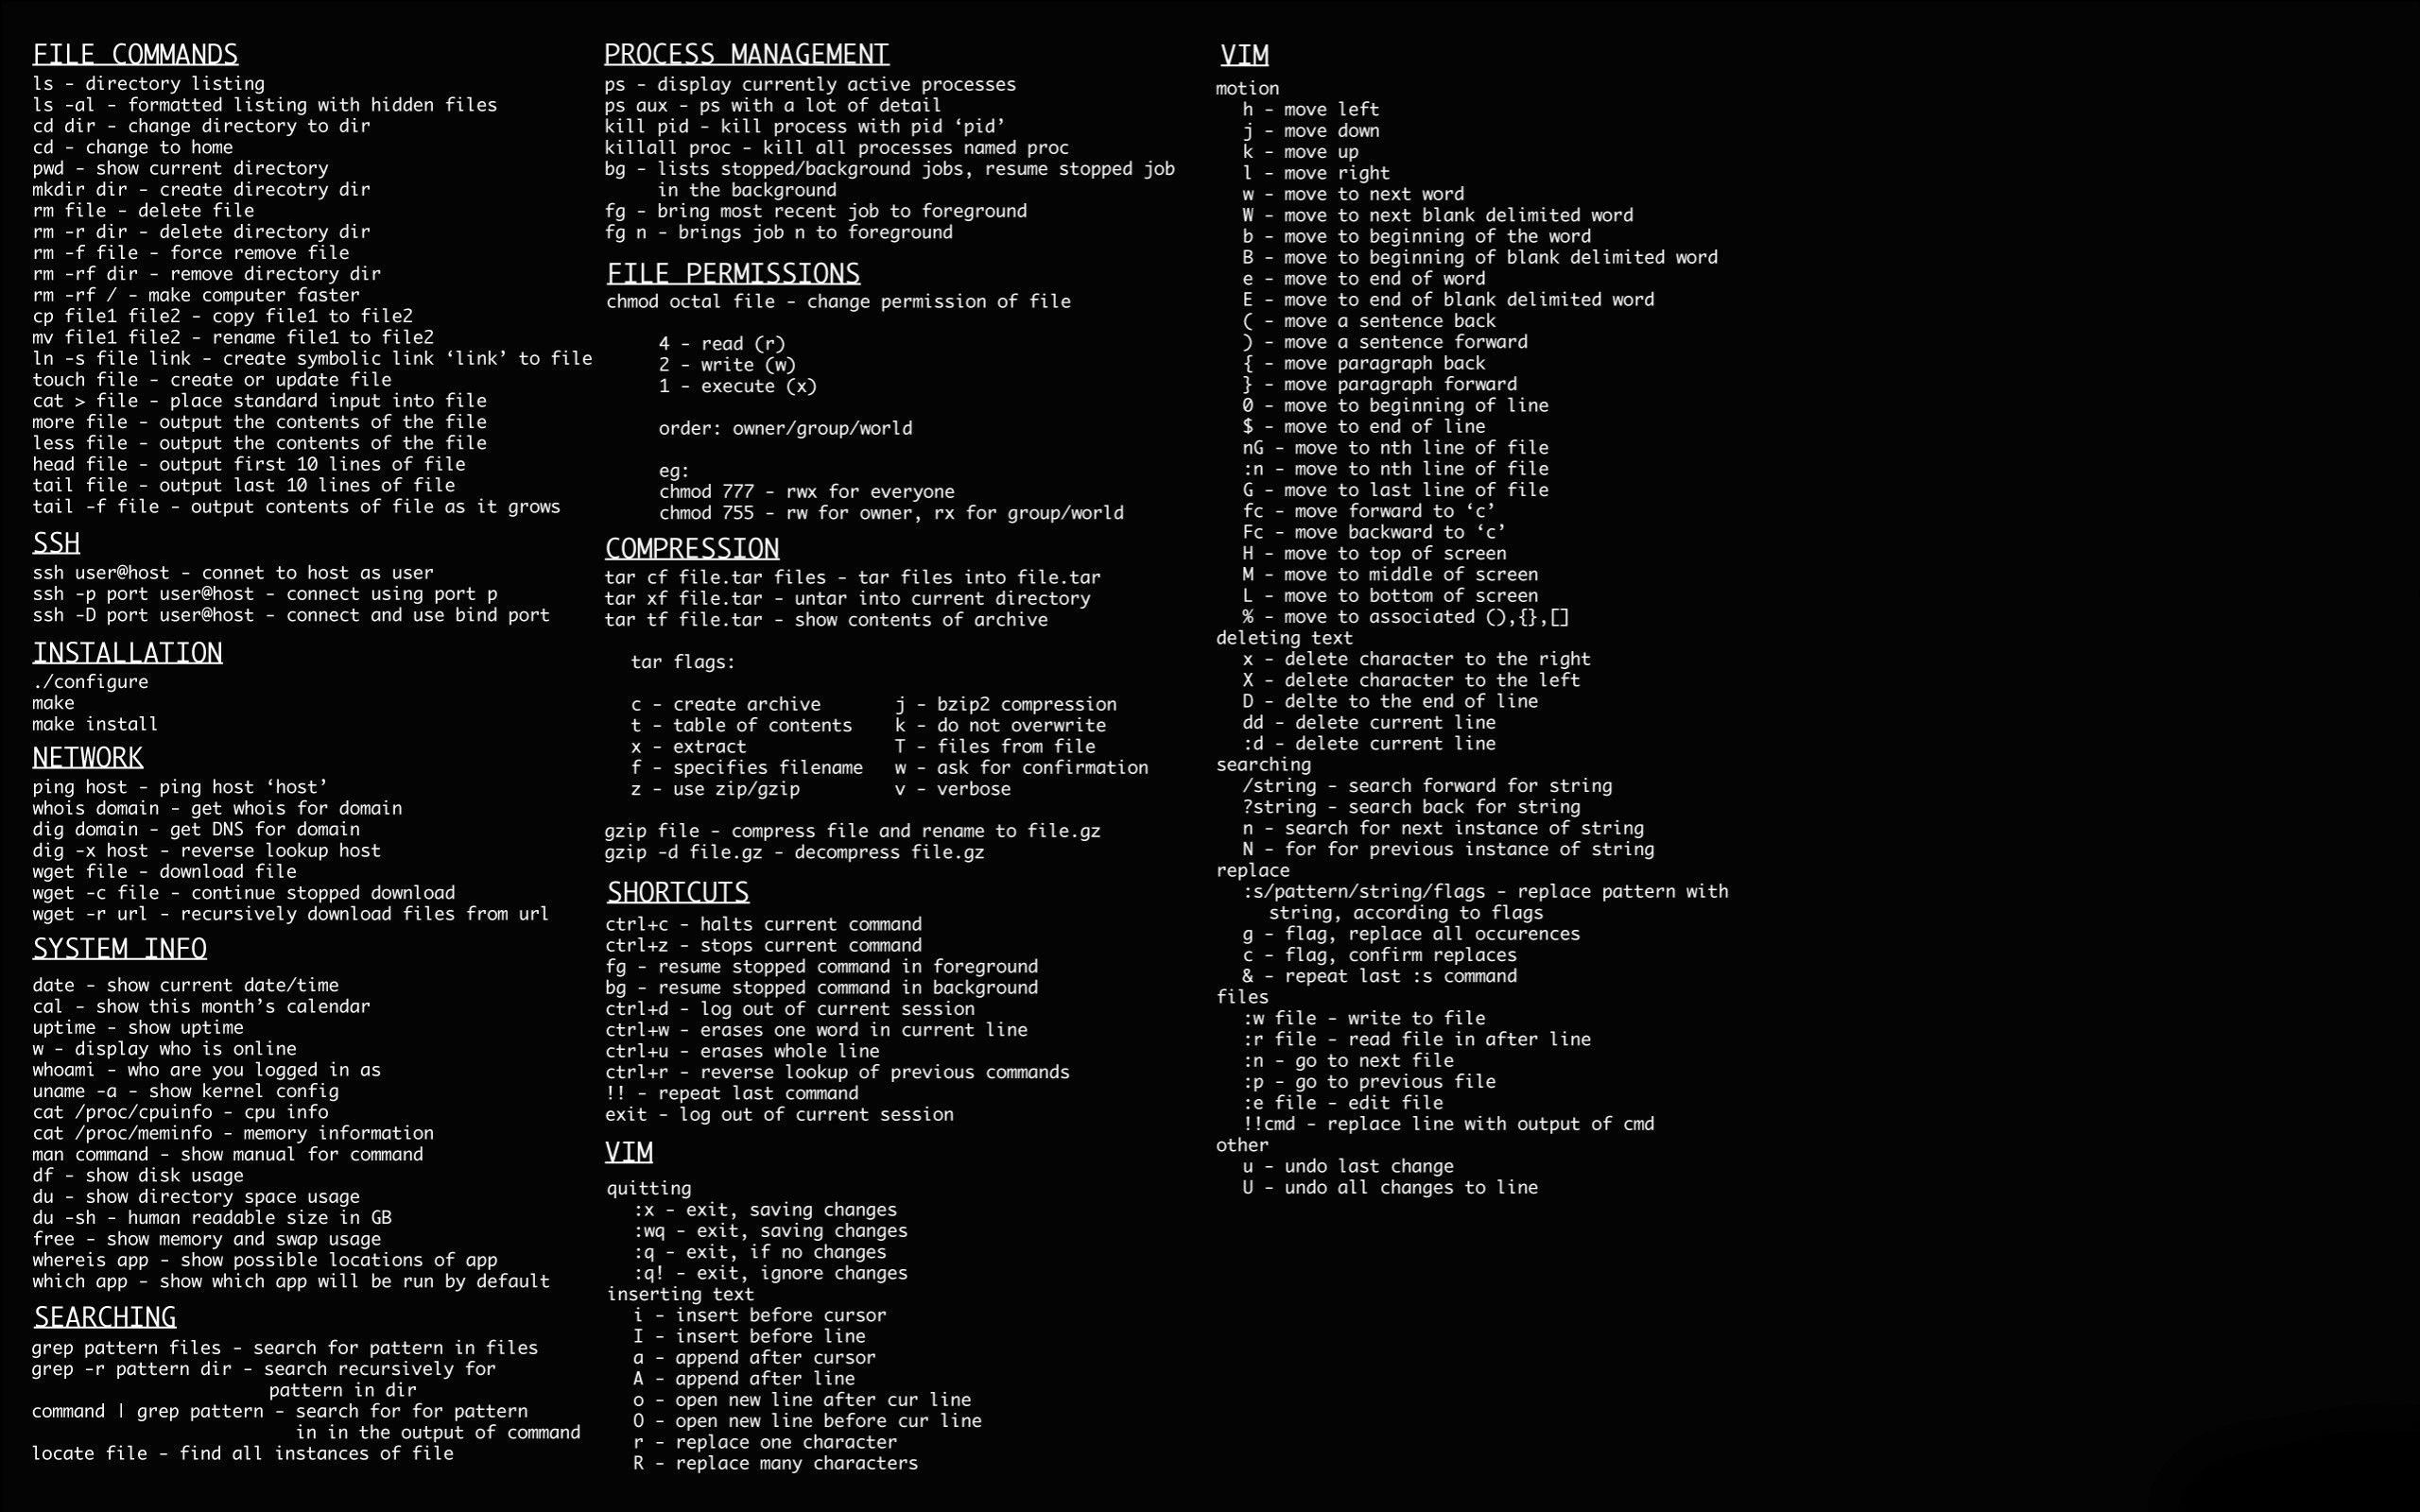 FILE COMMANDS
ls - directory listing
ls -al - formatted listing with hidden files
cd dir - change directory to dir
cd - change to home
pwd - show current directory
mkdir dir - create direcotry dir
rm file - delete file
rm -r dir - delete directory dir
rm -f file - force remove file
rm -rf dir - remove directory dir
rm -rf / - make computer faster
cp file1 file2 - copy file1 to file2
mv file1 file2 - rename file1 to file2
ln -s file link - create symbolic link ‘link’ to file
touch file - create or update file
cat > file - place standard input into file
more file - output the contents of the file
less file - output the contents of the file
head file - output first 10 lines of file
tail file - output last 10 lines of file
tail -f file - output contents of file as it grows
SSH
ssh user@host - connet to host as user
ssh -p port user@host - connect using port p
ssh -D port user@host - connect and use bind port
INSTALLATION
./configure
make
make install
NETWORK
ping host - ping host ‘host’
whois domain - get whois for domain
dig domain - get DNS for domain
dig -x host - reverse lookup host
wget file - download file
wget -c file - continue stopped download
wget -r url - recursively download files from url
SYSTEM INFO
date - show current date/time
cal - show this month’s calendar
uptime - show uptime
w - display who is online
whoami - who are you logged in as
uname -a - show kernel config
cat /proc/cpuinfo - cpu info
cat /proc/meminfo - memory information
man command - show manual for command
df - show disk usage
du - show directory space usage
du -sh - human readable size in GB
free - show memory and swap usage
whereis app - show possible locations of app
which app - show which app will be run by default
SEARCHING
grep pattern files - search for pattern in files
grep -r pattern dir - search recursively for
pattern in dir
command | grep pattern - search for for pattern
in in the output of command
locate file - find all instances of file
PROCESS MANAGEMENT
ps - display currently active processes
ps aux - ps with a lot of detail
kill pid - kill process with pid ‘pid’
killall proc - kill all processes named proc
bg - lists stopped/background jobs, resume stopped job
in the background
fg - bring most recent job to foreground
fg n - brings job n to foreground
FILE PERMISSIONS
chmod octal file - change permission of file
4 - read (r)
2 - write (w)
1 - execute (x)
order: owner/group/world
eg:
chmod 777 - rwx for everyone
chmod 755 - rw for owner, rx for group/world
COMPRESSION
tar cf file.tar files - tar files into file.tar
tar xf file.tar - untar into current directory
tar tf file.tar - show contents of archive
tar flags:
c - create archive j - bzip2 compression
t - table of contents k - do not overwrite
x - extract T - files from file
f - specifies filename w - ask for confirmation
z - use zip/gzip v - verbose
gzip file - compress file and rename to file.gz
gzip -d file.gz - decompress file.gz
SHORTCUTS
ctrl+c - halts current command
ctrl+z - stops current command
fg - resume stopped command in foreground
bg - resume stopped command in background
ctrl+d - log out of current session
ctrl+w - erases one word in current line
ctrl+u - erases whole line
ctrl+r - reverse lookup of previous commands
!! - repeat last command
exit - log out of current session
VIM
quitting
:x - exit, saving changes
:wq - exit, saving changes
:q - exit, if no changes
:q! - exit, ignore changes
inserting text
i - insert before cursor
I - insert before line
a - append after cursor
A - append after line
o - open new line after cur line
O - open new line before cur line
r - replace one character
R - replace many characters
VIM
motion
h - move left
j - move down
k - move up
l - move right
w - move to next word
W - move to next blank delimited word
b - move to beginning of the word
B - move to beginning of blank delimited word
e - move to end of word
E - move to end of blank delimited word
( - move a sentence back
) - move a sentence forward
{ - move paragraph back
} - move paragraph forward
0 - move to beginning of line
$ - move to end of line
nG - move to nth line of file
:n - move to nth line of file
G - move to last line of file
fc - move forward to ‘c’
Fc - move backward to ‘c’
H - move to top of screen
M - move to middle of screen
L - move to bottom of screen
% - move to associated (),{},[]
deleting text
x - delete character to the right
X - delete character to the left
D - delte to the end of line
dd - delete current line
:d - delete current line
searching
/string - search forward for string
?string - search back for string
n - search for next instance of string
N - for for previous instance of string
replace
:s/pattern/string/flags - replace pattern with
string, according to flags
g - flag, replace all occurences
c - flag, confirm replaces
& - repeat last :s command
files
:w file - write to file
:r file - read file in after line
:n - go to next file
:p - go to previous file
:e file - edit file
!!cmd - replace line with output of cmd
other
u - undo last change
U - undo all changes to line